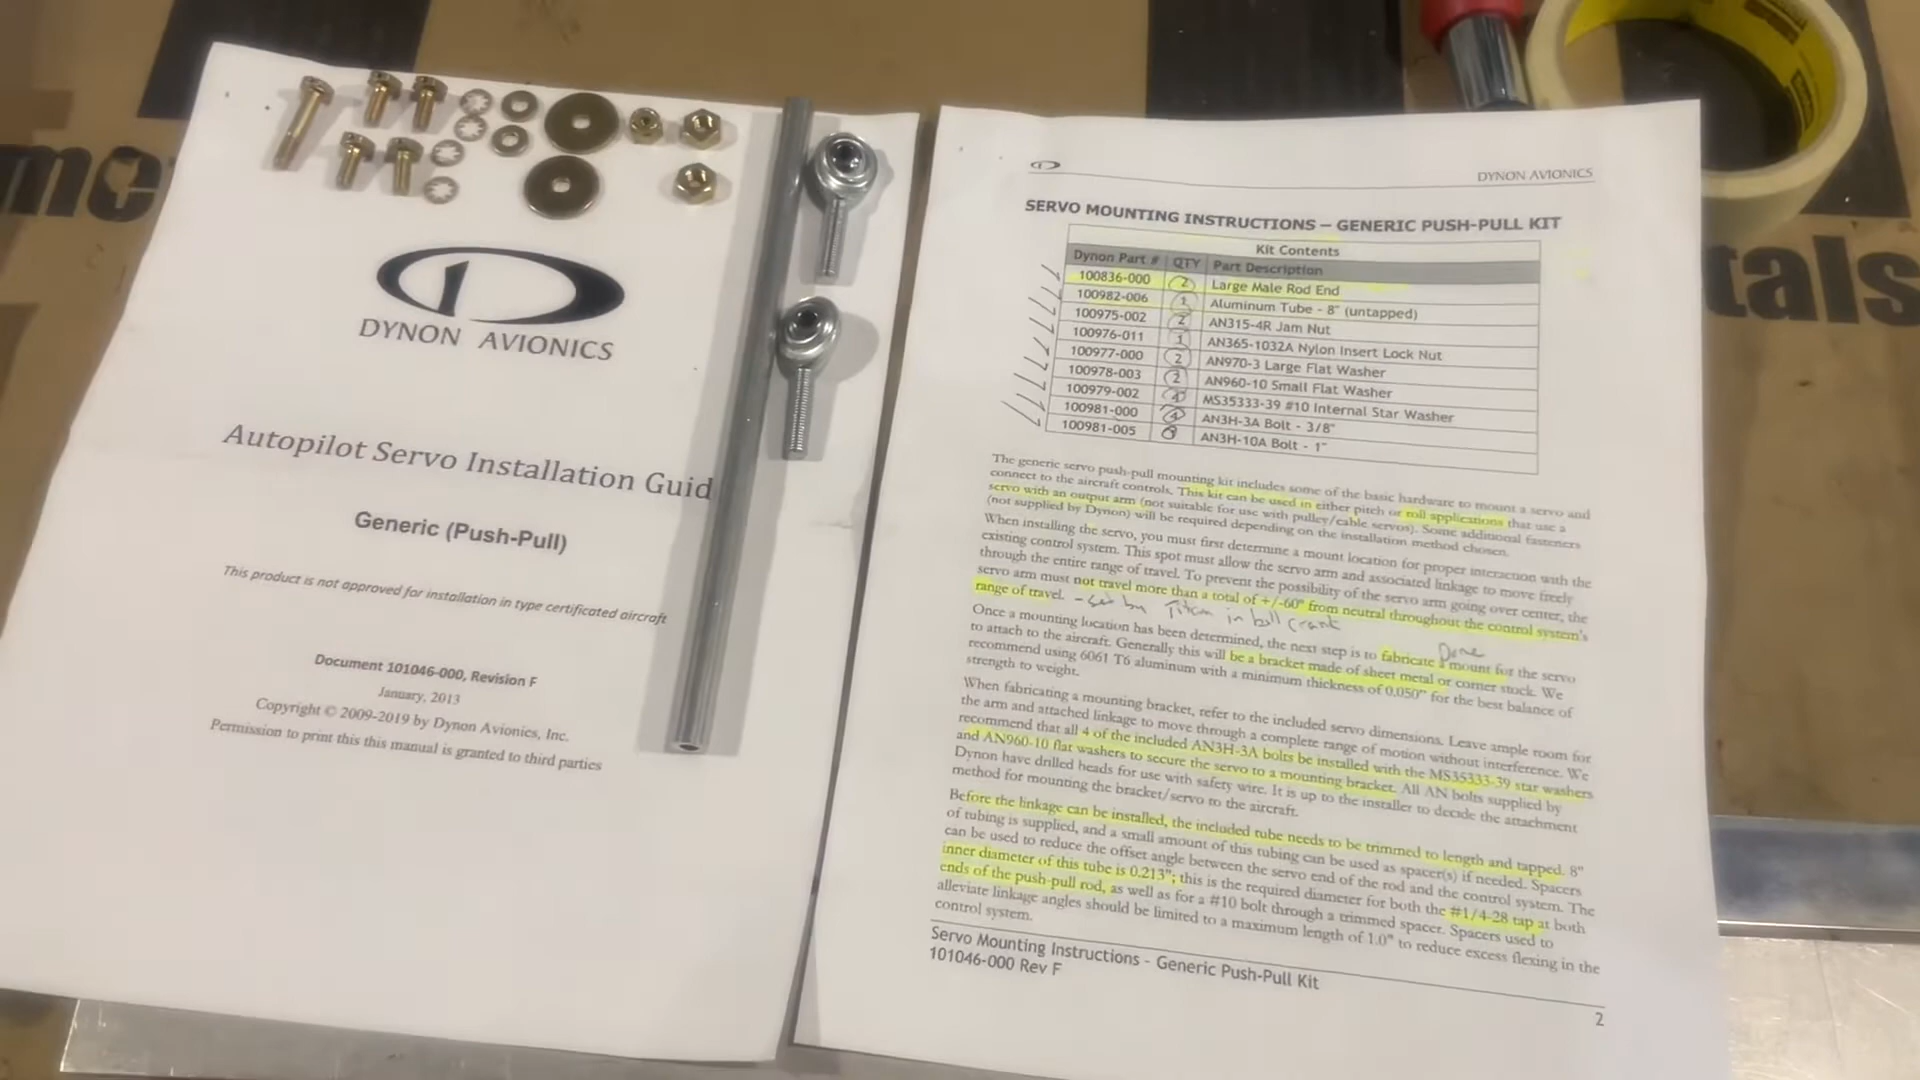 DYNON AVIONICS
Autopilot Servo Installation Guid
Generic (Push-Pull)
This product is not approved for installation in type certificated aircraft
Document 101046-000, Revision F
January, 2013
Copyright © 2009-2019 by Dynon Avionics, Inc.
Permission to print this this manual is granted to third parties
DYNON AVIONICS
SERVO MOUNTING INSTRUCTIONS – GENERIC PUSH-PULL KIT
Kit Contents
Dynon Part # QTY Part Description
100836-000 2 Large Male Rod End
100982-006 1 Aluminum Tube - 8" (untapped)
100975-002 2 AN315-4R Jam Nut
100976-011 1 AN365-1032A Nylon Insert Lock Nut
100977-000 2 AN970-3 Large Flat Washer
100978-003 2 AN960-10 Small Flat Washer
100979-002 4 MS35333-39 #10 Internal Star Washer
100981-000 4 AN3H-3A Bolt - 3/8"
100981-005 AN3H-10A Bolt - 1"
The generic servo push-pull mounting kit includes some of the basic hardware to mount a servo and
connect to the aircraft controls. This kit can be used in either pitch or roll applications that use a
servo with an output arm (not suitable for use with pulley/cable servos). Some additional fasteners
(not supplied by Dynon) will be required depending on the installation method chosen.
When installing the servo, you must first determine a mount location for proper interaction with the
existing control system. This spot must allow the servo arm and associated linkage to move freely
through the entire range of travel. To prevent the possibility of the servo arm going over center, the
servo arm must not travel more than a total of +/-60° from neutral throughout the control system's
range of travel. - Set by Titan in bell crank
Once a mounting location has been determined, the next step is to fabricate a mount for the servo
Done
to attach to the aircraft. Generally this will be a bracket made of sheet metal or corner stock. We
recommend using 6061 T6 aluminum with a minimum thickness of 0.050" for the best balance of
strength to weight.
When fabricating a mounting bracket, refer to the included servo dimensions. Leave ample room for
the arm and attached linkage to move through a complete range of motion without interference. We
recommend that all 4 of the included AN3H-3A bolts be installed with the MS35333-39 star washers
and AN960-10 flat washers to secure the servo to a mounting bracket. All AN bolts supplied by
Dynon have drilled heads for use with safety wire. It is up to the installer to decide the attachment
method for mounting the bracket/servo to the aircraft.
Before the linkage can be installed, the included tube needs to be trimmed to length and tapped. 8"
of tubing is supplied, and a small amount of this tubing can be used as spacer(s) if needed. Spacers
can be used to reduce the offset angle between the servo end of the rod and the control system. The
inner diameter of this tube is 0.213"; this is the required diameter for both the #1/4-28 tap at both
ends of the push-pull rod, as well as for a #10 bolt through a trimmed spacer. Spacers used to
alleviate linkage angles should be limited to a maximum length of 1.0" to reduce excess flexing in the
control system.
Servo Mounting Instructions - Generic Push-Pull Kit
101046-000 Rev F
2
me
tals